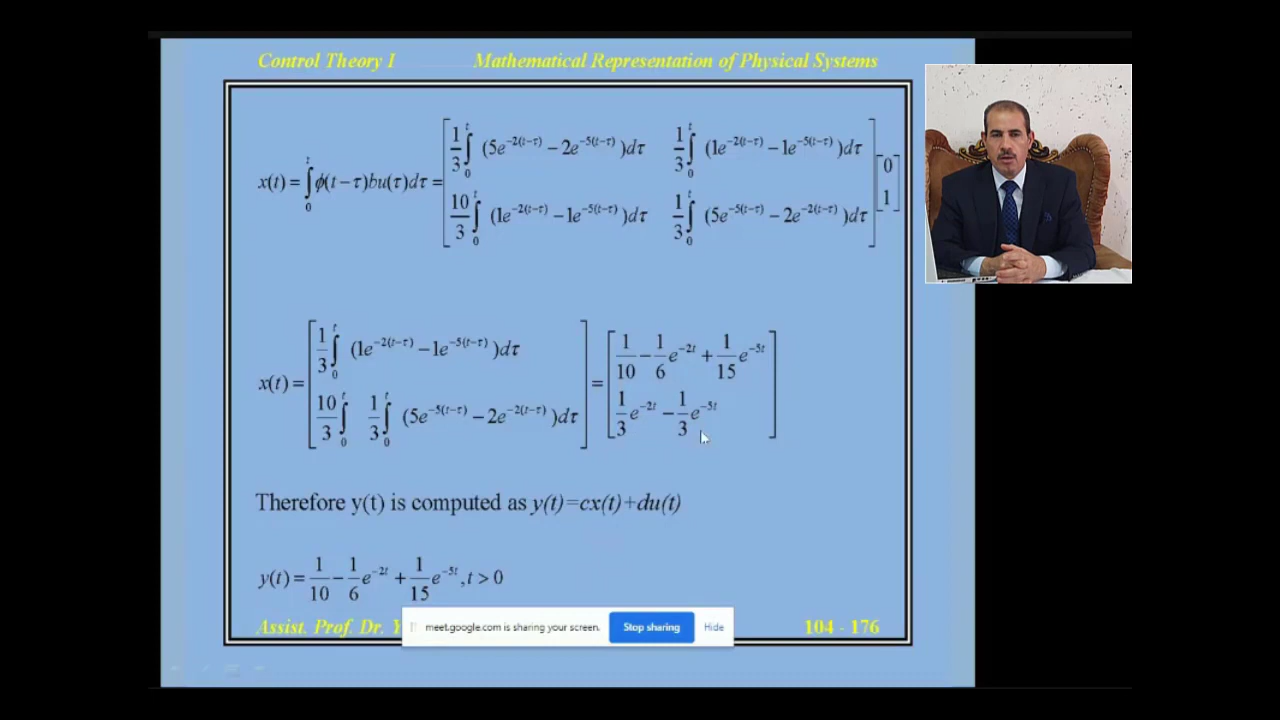 Control Theory I Mathematical Representation of Physical Systems
x(t) = ∫₀ᵗ ϕ(t−τ)bu(τ)dτ = [ 1/3 ∫₀ᵗ (5e^{−2(t−τ)} − 2e^{−5(t−τ)})dτ 1/3 ∫₀ᵗ (1e^{−2(t−τ)} − 1e^{−5(t−τ)})dτ
10/3 ∫₀ᵗ (1e^{−2(t−τ)} − 1e^{−5(t−τ)})dτ 1/3 ∫₀ᵗ (5e^{−5(t−τ)} − 2e^{−2(t−τ)})dτ ] [0 1]
x(t) = [ 1/3 ∫₀ᵗ (1e^{−2(t−τ)} − 1e^{−5(t−τ)})dτ
10/3 ∫₀ᵗ 1/3 ∫₀ᵗ (5e^{−5(t−τ)} − 2e^{−2(t−τ)})dτ ] = [ 1/10 − 1/6 e^{−2t} + 1/15 e^{−5t}
1/3 e^{−2t} − 1/3 e^{−5t} ]
Therefore y(t) is computed as y(t)=cx(t)+du(t)
y(t) = 1/10 − 1/6 e^{−2t} + 1/15 e^{−5t}, t > 0
Assist. Prof. Dr. 104 - 176
meet.google.com is sharing your screen. Stop sharing Hide